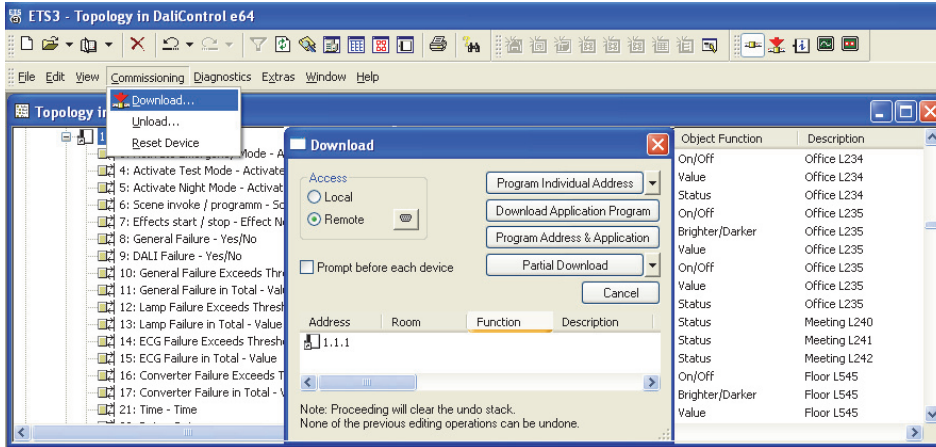 ETS3 - Topology in DaliControl e64
File Edit View Commissioning Diagnostics Extras Window Help
Download...
Unload...
Reset Device
Topology in
4: Activate Test Mode - Activate
5: Activate Night Mode - Activat
6: Scene invoke / programm - Sc
7: Effects start / stop - Effect N
8: General Failure - Yes/No
9: DALI Failure - Yes/No
10: General Failure Exceeds Thre
11: General Failure in Total - Val
12: Lamp Failure Exceeds Thresh
13: Lamp Failure in Total - Value
14: ECG Failure Exceeds Thresho
15: ECG Failure in Total - Value
16: Converter Failure Exceeds T
17: Converter Failure in Total - V
21: Time - Time
Download
Access
Local
Remote
Prompt before each device
Program Individual Address
Download Application Program
Program Address & Application
Partial Download
Cancel
Address Room Function Description
1.1.1
Note: Proceeding will clear the undo stack.
None of the previous editing operations can be undone.
Object Function Description
On/Off Office L234
Value Office L234
Status Office L234
On/Off Office L235
Brighter/Darker Office L235
Value Office L235
On/Off Office L235
Value Office L235
Status Office L235
Status Meeting L240
Status Meeting L241
Status Meeting L242
On/Off Floor L545
Brighter/Darker Floor L545
Value Floor L545